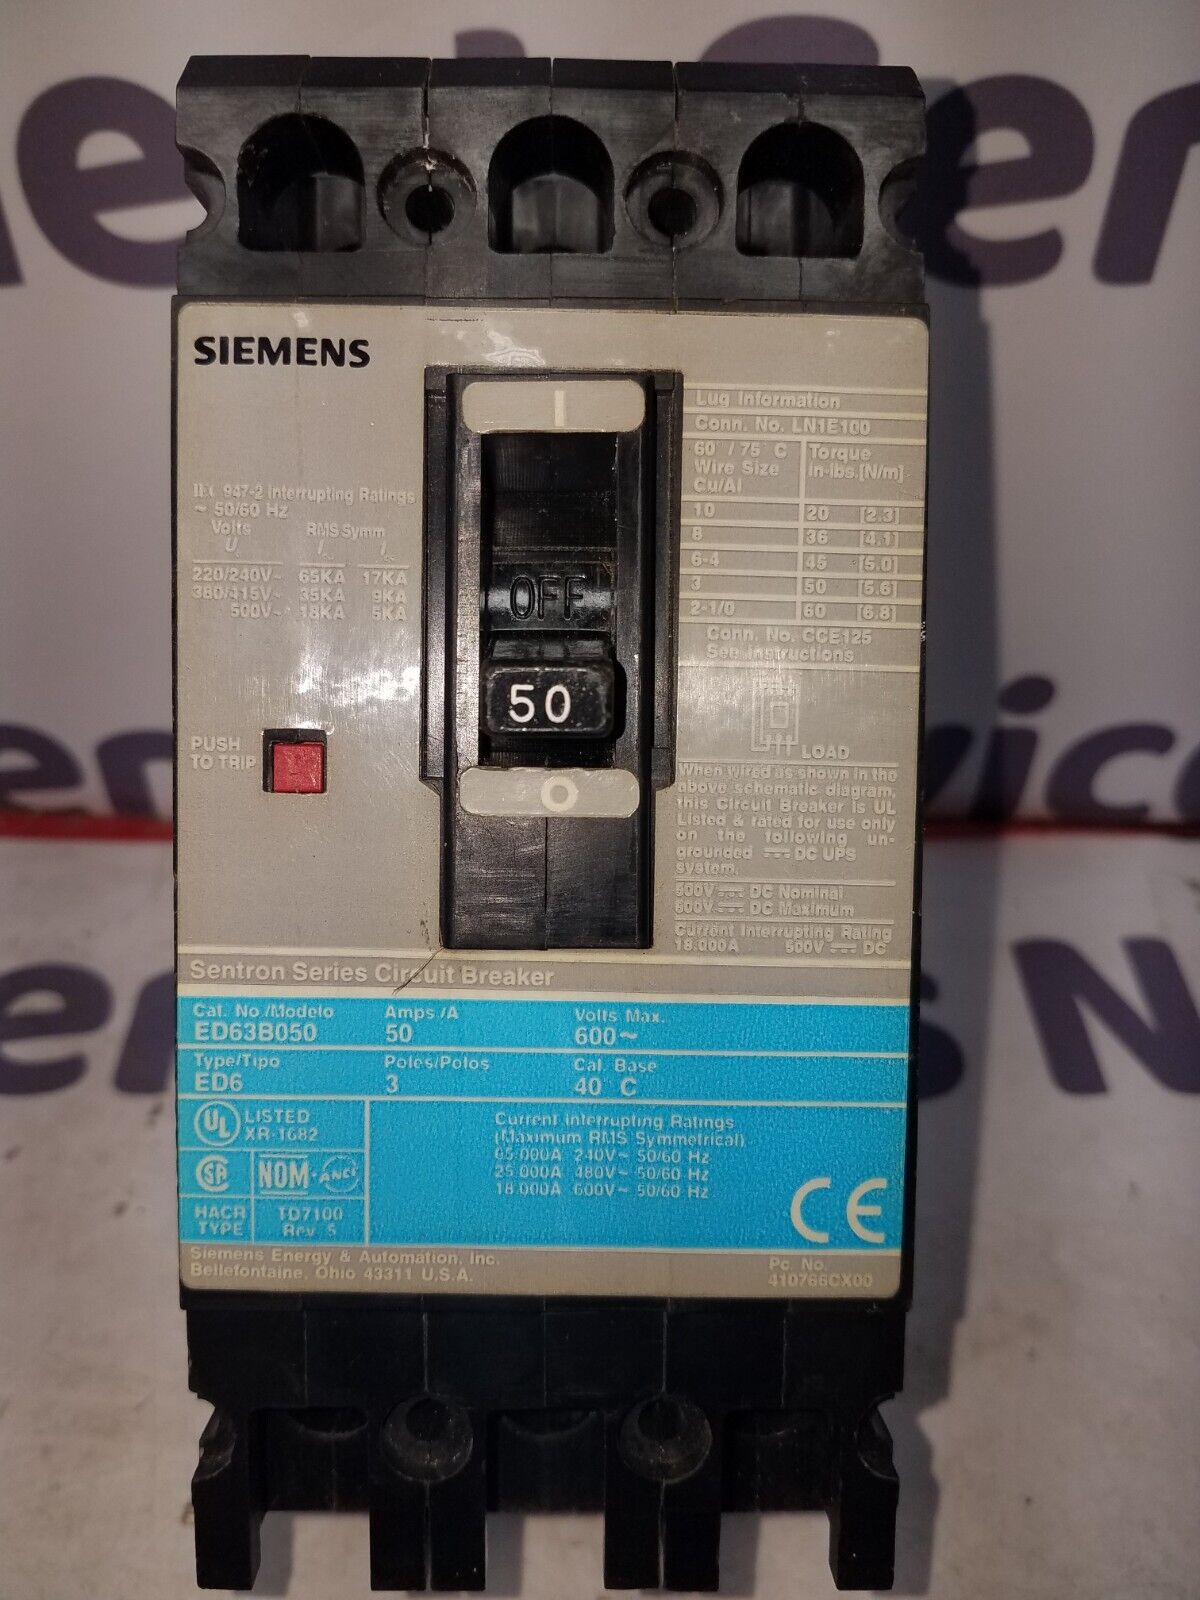 SIEMENS
I
OFF
50
O
947-2 Interrupting Ratings
~ 50/60 Hz
Volts RMS Symm
220/240V~ 65KA 17KA
380/415V~ 35KA 9KA
500V~ 18KA 5KA
PUSH
TO TRIP
Lug Information
Conn. No. LN1E100
60°/75°C Torque
Wire Size In-lbs.[N/m]
Cu/Al
10 20 [2.3]
8 36 [4.1]
6-4 45 [5.0]
3 50 [5.6]
2-1/0 60 [6.8]
Conn. No. CCE125
See Instructions
LOAD
When wired as shown in the
above schematic diagram,
this Circuit Breaker is UL
Listed & rated for use only
on the following un-
grounded ⎓ DC UPS
system.
500V ⎓ DC Nominal
600V ⎓ DC Maximum
Current Interrupting Rating
18,000A 500V ⎓ DC
Sentron Series Circuit Breaker
Cat. No./Modelo Amps/A Volts Max.
ED63B050 50 600~
Type/Tipo Poles/Polos Cal. Base
ED6 3 40°C
UL LISTED
XR-1682
SA NOM-ANCE
HACR TD7100
TYPE Rev. 5
Current Interrupting Ratings
(Maximum RMS Symmetrical)
65,000A 240V~ 50/60 Hz
25,000A 480V~ 50/60 Hz
18,000A 600V~ 50/60 Hz
CE
Siemens Energy & Automation, Inc.
Bellefontaine, Ohio 43311 U.S.A.
Pc. No.
410766CX00